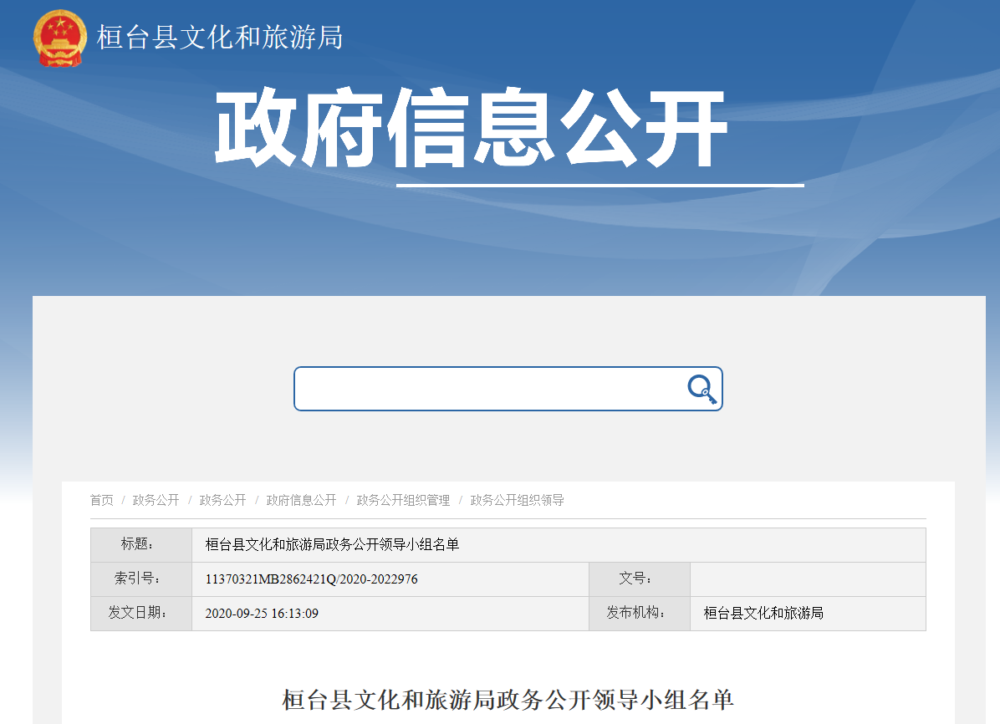 桓台县文化和旅游局
政府信息公开
首页 / 政务公开 / 政务公开 / 政府信息公开 / 政务公开组织管理 / 政务公开组织领导
标题： 桓台县文化和旅游局政务公开领导小组名单
索引号： 11370321MB2862421Q/2020-2022976 文号：
发文日期： 2020-09-25 16:13:09 发布机构： 桓台县文化和旅游局
桓台县文化和旅游局政务公开领导小组名单